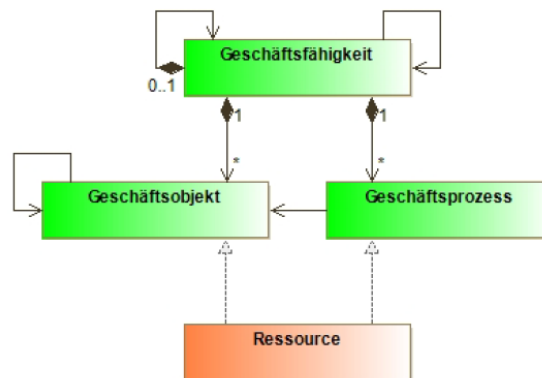 Geschäftsfähigkeit
0..1
1
1
*
*
Geschäftsobjekt
Geschäftsprozess
Ressource